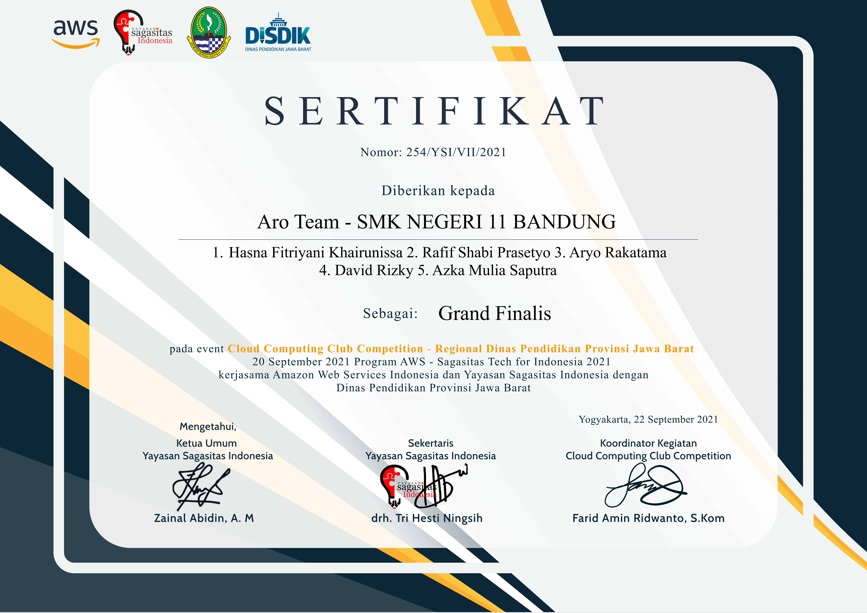 aws
YAYASAN
sagasitas
Indonesia
DISDIK
DINAS PENDIDIKAN JAWA BARAT
SERTIFIKAT
Nomor: 254/YSI/VII/2021
Diberikan kepada
Aro Team - SMK NEGERI 11 BANDUNG
1. Hasna Fitriyani Khairunissa 2. Rafif Shabi Prasetyo 3. Aryo Rakatama
4. David Rizky 5. Azka Mulia Saputra
Sebagai: Grand Finalis
pada event Cloud Computing Club Competition - Regional Dinas Pendidikan Provinsi Jawa Barat
20 September 2021 Program AWS - Sagasitas Tech for Indonesia 2021
kerjasama Amazon Web Services Indonesia dan Yayasan Sagasitas Indonesia dengan
Dinas Pendidikan Provinsi Jawa Barat
Yogyakarta, 22 September 2021
Mengetahui,
Ketua Umum
Yayasan Sagasitas Indonesia
Zainal Abidin, A. M
Sekertaris
Yayasan Sagasitas Indonesia
sagasitas
Indonesia
drh. Tri Hesti Ningsih
Koordinator Kegiatan
Cloud Computing Club Competition
Farid Amin Ridwanto, S.Kom